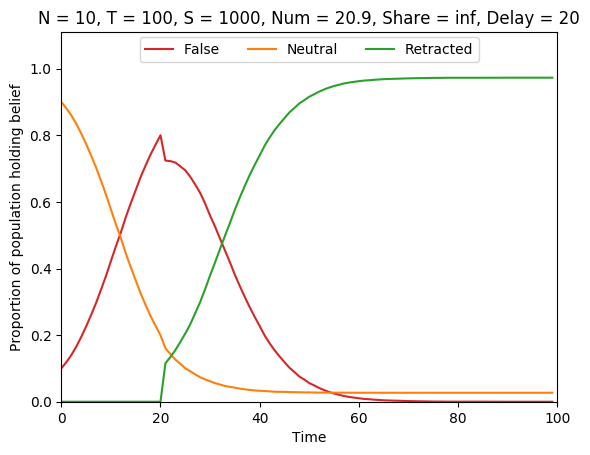 N = 10, T = 100, S = 1000, Num = 20.9, Share = inf, Delay = 20
False Neutral Retracted
Proportion of population holding belief
1.0
0.8
0.6
0.4
0.2
0.0
0 20 40 60 80 100
Time